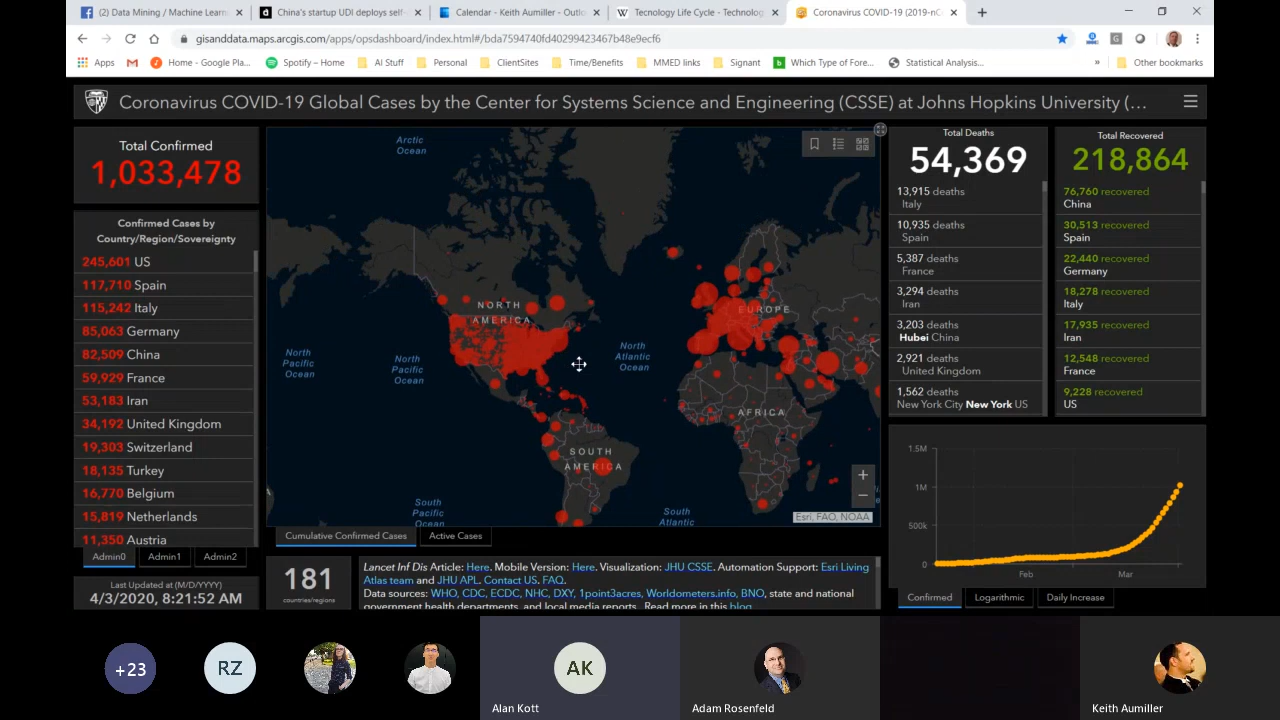 (2) Data Mining / Machine Learn
China's startup UDI deploys self-
Calendar - Keith Aumiller - Outlo
Tecnology Life Cycle - Technolog
Coronavirus COVID-19 (2019-nC
gisanddata.maps.arcgis.com/apps/opsdashboard/index.html#/bda7594740fd40299423467b48e9ecf6
Apps
Home - Google Pla...
Spotify – Home
AI Stuff
Personal
ClientSites
Time/Benefits
MMED links
Signant
Which Type of Fore...
Statistical Analysis...
»
Other bookmarks
Coronavirus COVID-19 Global Cases by the Center for Systems Science and Engineering (CSSE) at Johns Hopkins University (...
Total Confirmed
1,033,478
Confirmed Cases by
Country/Region/Sovereignty
245,601 US
117,710 Spain
115,242 Italy
85,063 Germany
82,509 China
59,929 France
53,183 Iran
34,192 United Kingdom
19,303 Switzerland
18,135 Turkey
16,770 Belgium
15,819 Netherlands
11,350 Austria
Admin0
Admin1
Admin2
Last Updated at (M/D/YYYY)
4/3/2020, 8:21:52 AM
Arctic
Ocean
NORTH
AMERICA
EUROPE
North
Pacific
Ocean
North
Pacific
Ocean
North
Atlantic
Ocean
AFRICA
SOUTH
AMERICA
South
Pacific
Ocean
South
Atlantic
Esri, FAO, NOAA
Cumulative Confirmed Cases
Active Cases
181
countries/regions
Lancet Inf Dis Article: Here. Mobile Version: Here. Visualization: JHU CSSE. Automation Support: Esri Living
Atlas team and JHU APL. Contact US. FAQ.
Data sources: WHO, CDC, ECDC, NHC, DXY, 1point3acres, Worldometers.info, BNO, state and national
government health departments, and local media reports. Read more in this blog.
Total Deaths
54,369
13,915 deaths
Italy
10,935 deaths
Spain
5,387 deaths
France
3,294 deaths
Iran
3,203 deaths
Hubei China
2,921 deaths
United Kingdom
1,562 deaths
New York City New York US
Total Recovered
218,864
76,760 recovered
China
30,513 recovered
Spain
22,440 recovered
Germany
18,278 recovered
Italy
17,935 recovered
Iran
12,548 recovered
France
9,228 recovered
US
1.5M
1M
500k
0
Feb
Mar
Confirmed
Logarithmic
Daily Increase
+23
RZ
AK
Alan Kott
Adam Rosenfeld
Keith Aumiller